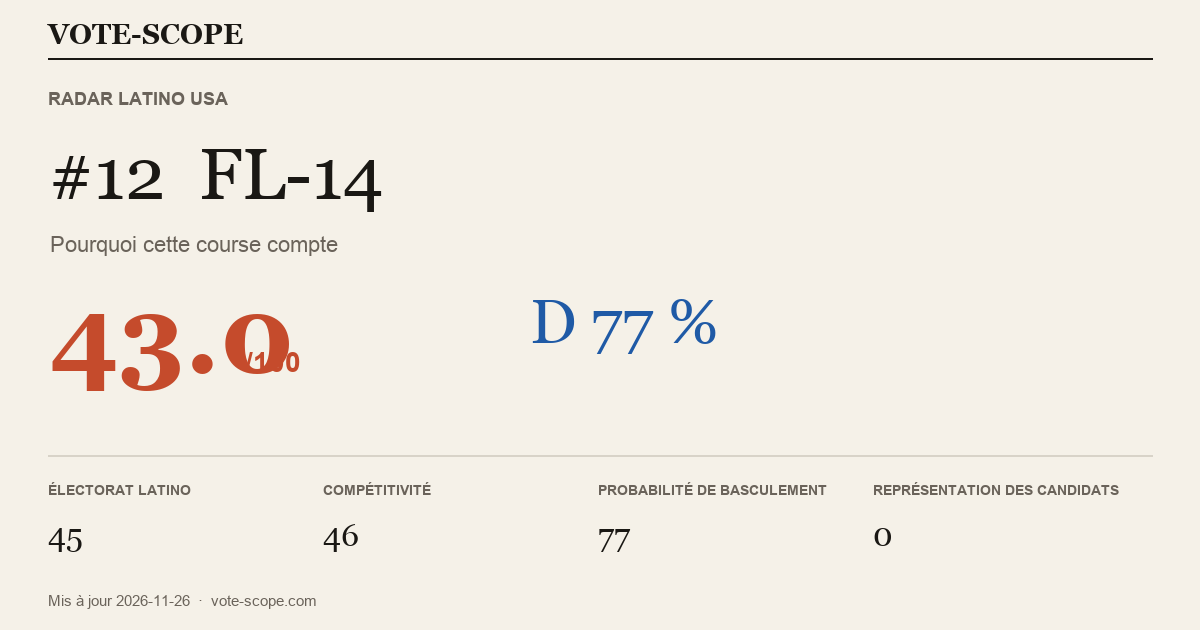 VOTE-SCOPE
RADAR LATINO USA
#12 FL-14
Pourquoi cette course compte
43.0 /100
D 77 %
ÉLECTORAT LATINO
COMPÉTITIVITÉ
PROBABILITÉ DE BASCULEMENT
REPRÉSENTATION DES CANDIDATS
45
46
77
0
Mis à jour 2026-11-26 · vote-scope.com